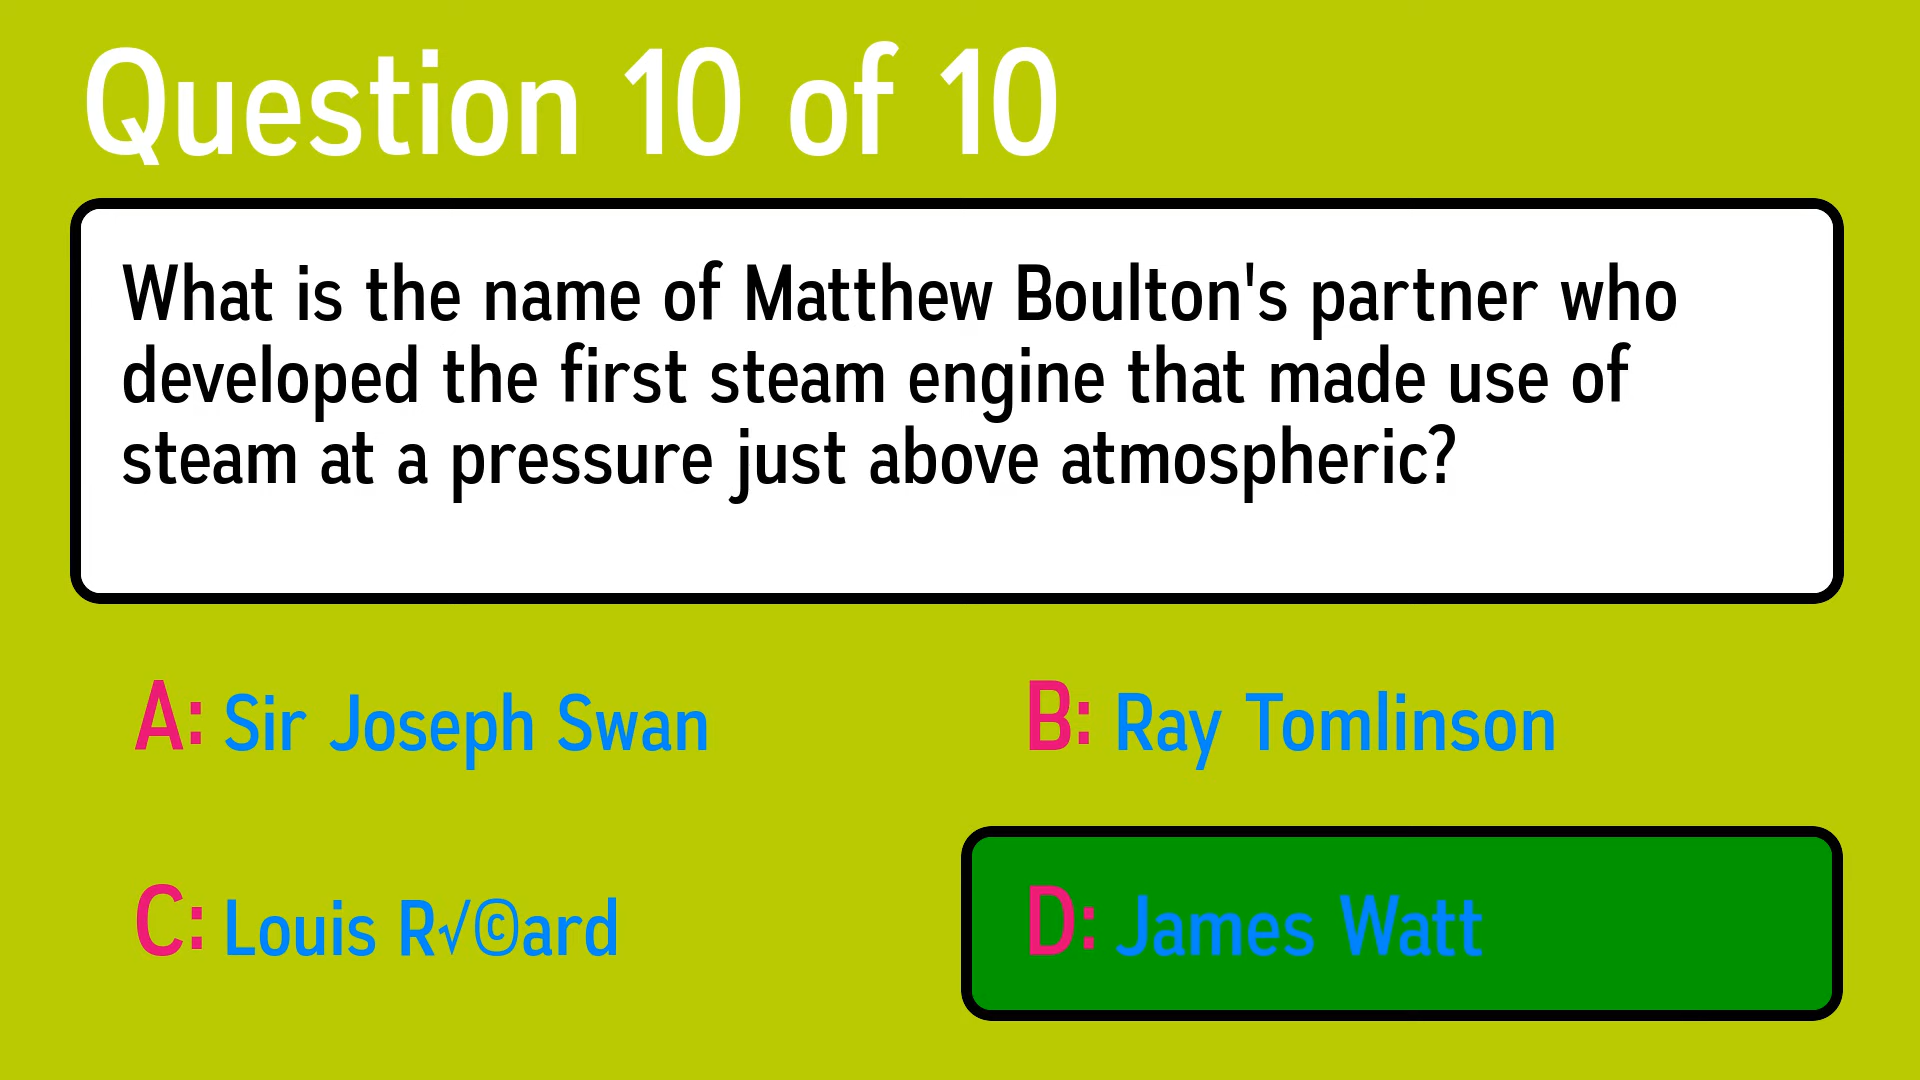 Question 10 of 10
What is the name of Matthew Boulton's partner who
developed the first steam engine that made use of
steam at a pressure just above atmospheric?
A: Sir Joseph Swan
B: Ray Tomlinson
C: Louis R√©ard
D: James Watt